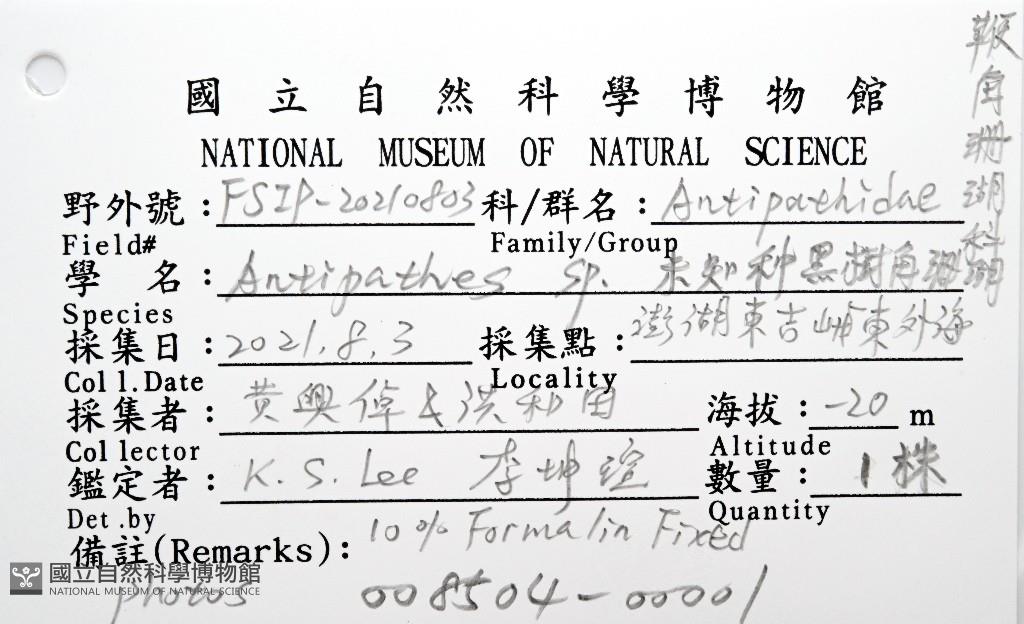 國立自然科學博物館
NATIONAL MUSEUM OF NATURAL SCIENCE
野外號：FSIP-20210803 科/群名：Antipathidae
Field# Family/Group
鞭角珊瑚科
學名：Antipathes sp. 未知种黑樹角珊瑚
Species
採集日：2021.8.3 採集點：澎湖東吉嶼東外海
Coll.Date Locality
採集者：黄興倬&洪和田 海拔：-20 m
Collector Altitude
鑑定者：K.S.Lee 李坤瑄 數量：1株
Det.by Quantity
備註(Remarks)：10% Formalin Fixed
photos 008504-00001
國立自然科學博物館
NATIONAL MUSEUM OF NATURAL SCIENCE